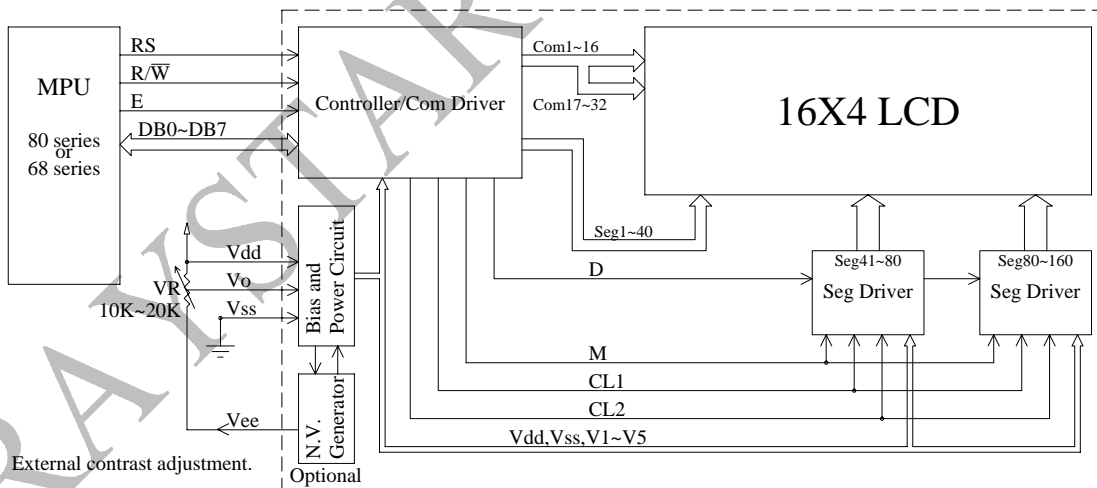 MPU
80 series
or
68 series
RS
R/W̅
E
DB0~DB7
Controller/Com Driver
Com1~16
Com17~32
16X4 LCD
Seg1~40
Vdd
Vo
Vss
VR
10K~20K
Bias and
Power Circuit
D
Seg41~80
Seg Driver
Seg80~160
Seg Driver
M
CL1
CL2
Vdd,Vss,V1~V5
Vee
N.V.
Generator
Optional
External contrast adjustment.
RAYSTAR